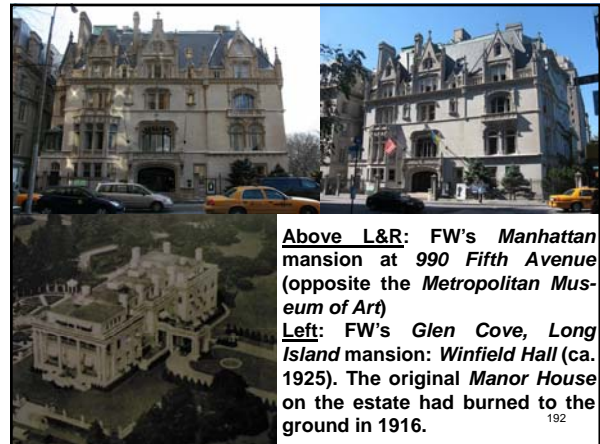 Above L&R: FW's Manhattan
mansion at 990 Fifth Avenue
(opposite the Metropolitan Mus-
eum of Art)
Left: FW's Glen Cove, Long
Island mansion: Winfield Hall (ca.
1925). The original Manor House
on the estate had burned to the
ground in 1916.
192